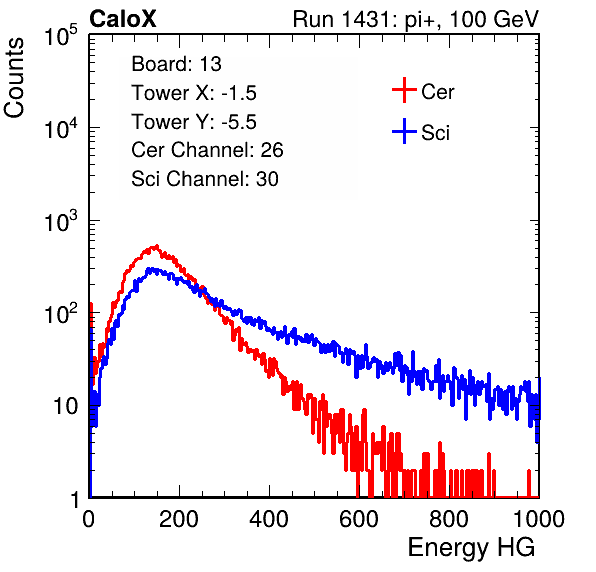 CaloX Run 1431: pi+, 100 GeV
Counts
Board: 13
Tower X: -1.5
Tower Y: -5.5
Cer Channel: 26
Sci Channel: 30
Cer
Sci
10^5
10^4
10^3
10^2
10
1
0 200 400 600 800 1000
Energy HG